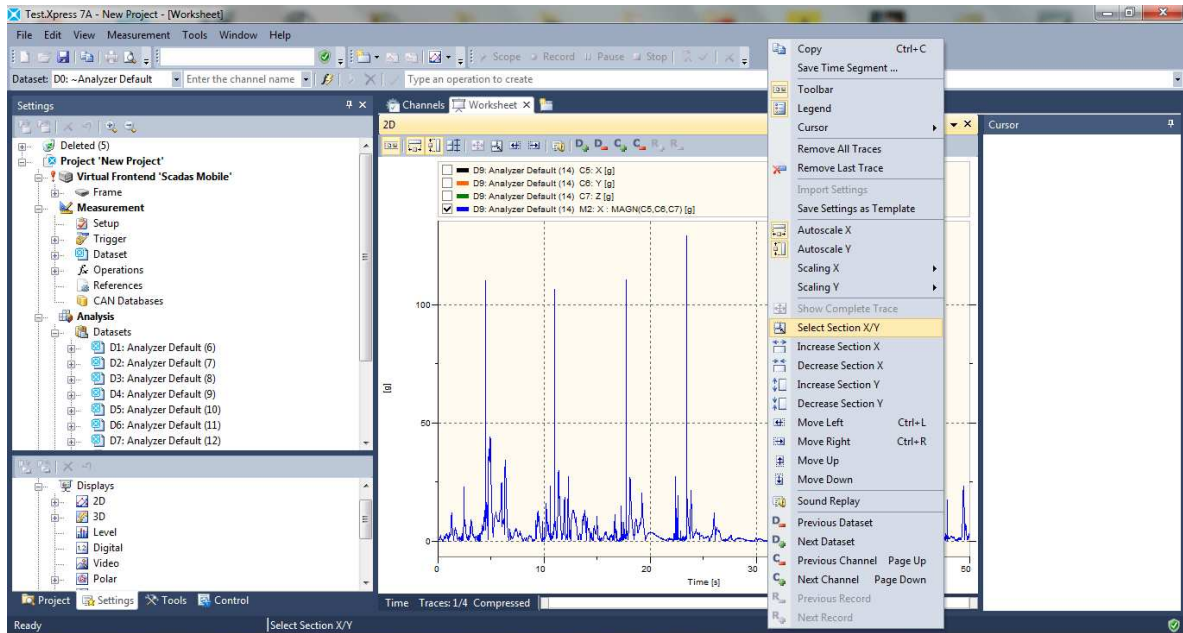 Test.Xpress 7A - New Project - [Worksheet]
File Edit View Measurement Tools Window Help
Scope Record Pause Stop
Dataset: D0: ~Analyzer Default Enter the channel name Type an operation to create
Settings
Deleted (5)
Project 'New Project'
Virtual Frontend 'Scadas Mobile'
Frame
Measurement
Setup
Trigger
Dataset
Operations
References
CAN Databases
Analysis
Datasets
D1: Analyzer Default (6)
D2: Analyzer Default (7)
D3: Analyzer Default (8)
D4: Analyzer Default (9)
D5: Analyzer Default (10)
D6: Analyzer Default (11)
D7: Analyzer Default (12)
Displays
2D
3D
Level
Digital
Video
Polar
Project Settings Tools Control
Ready Select Section X/Y
Channels Worksheet
2D
D9: Analyzer Default (14) C5: X [g]
D9: Analyzer Default (14) C6: Y [g]
D9: Analyzer Default (14) C7: Z [g]
D9: Analyzer Default (14) M2: X : MAGN(C5,C6,C7) [g]
100
[g]
50
0
0 10 20 30 50
Time [s]
Time Traces: 1/4 Compressed
Copy Ctrl+C
Save Time Segment ...
Toolbar
Legend
Cursor
Remove All Traces
Remove Last Trace
Import Settings
Save Settings as Template
Autoscale X
Autoscale Y
Scaling X
Scaling Y
Show Complete Trace
Select Section X/Y
Increase Section X
Decrease Section X
Increase Section Y
Decrease Section Y
Move Left Ctrl+L
Move Right Ctrl+R
Move Up
Move Down
Sound Replay
Previous Dataset
Next Dataset
Previous Channel Page Up
Next Channel Page Down
Previous Record
Next Record
Cursor